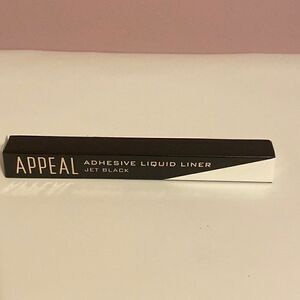 APPEAL
ADHESIVE LIQUID LINER
JET BLACK